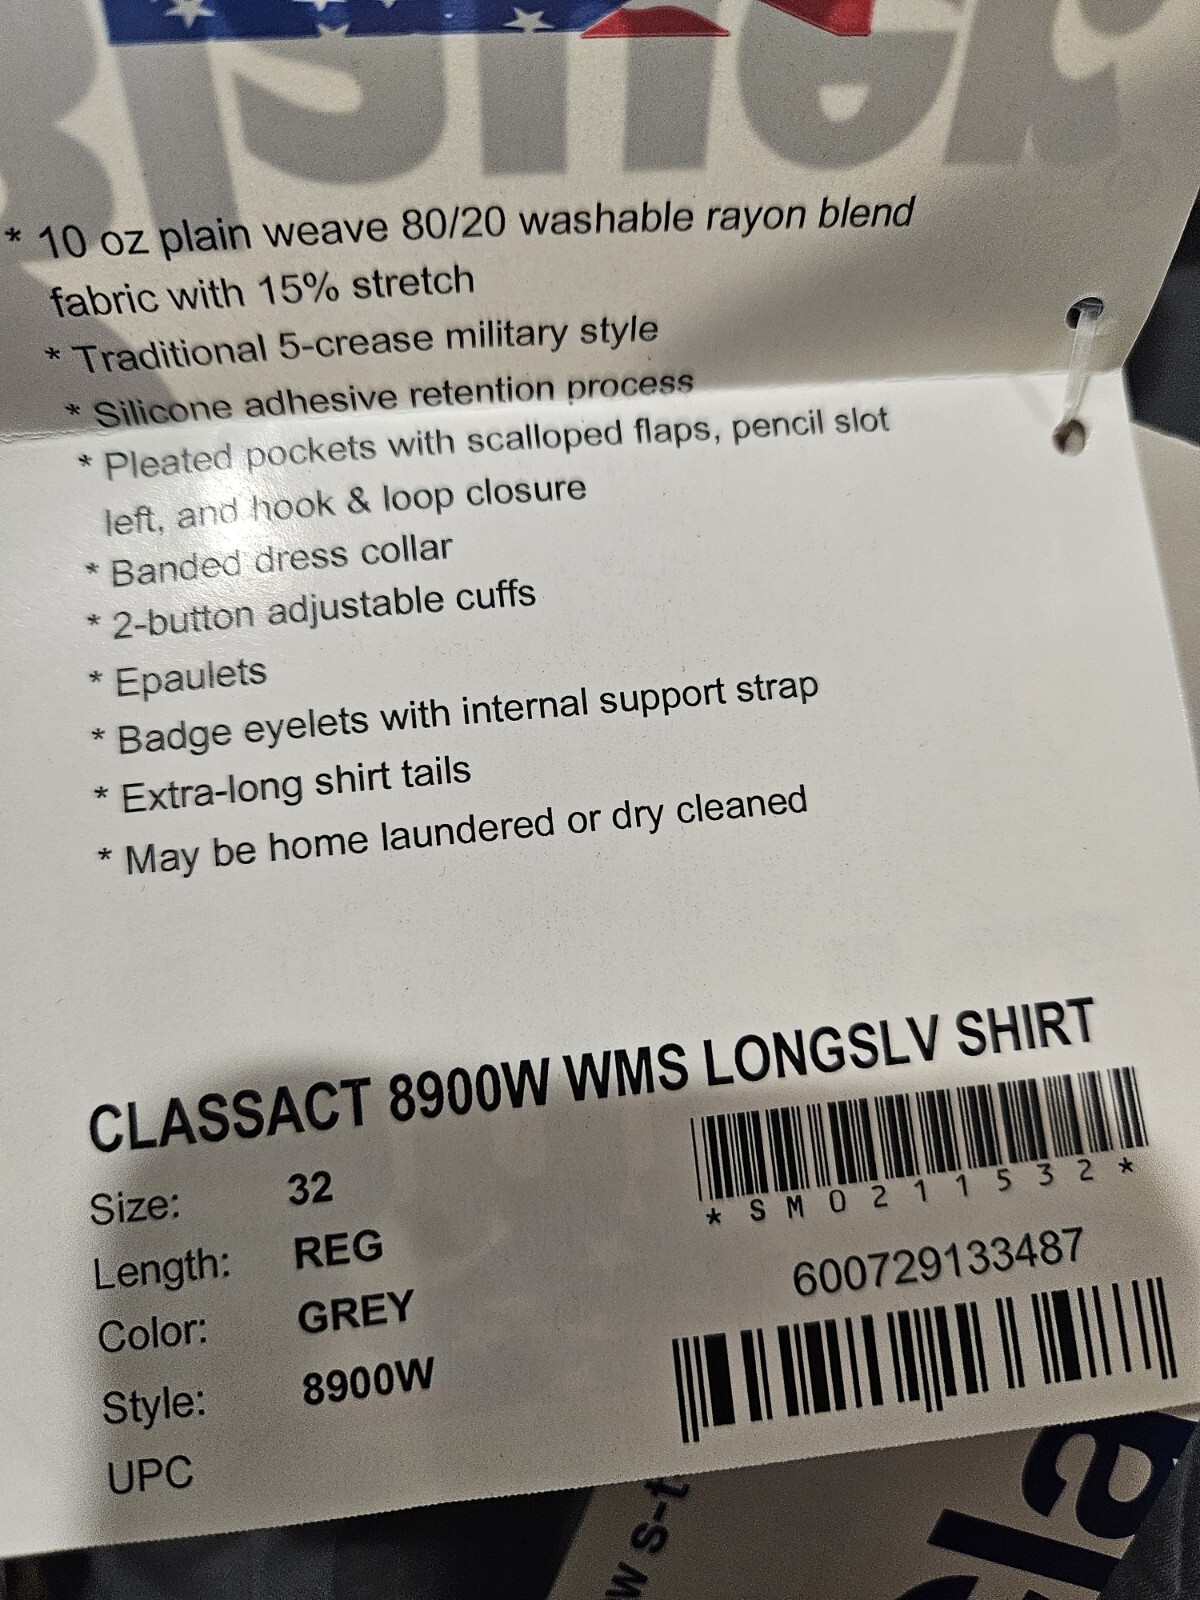 * 10 oz plain weave 80/20 washable rayon blend
fabric with 15% stretch
* Traditional 5-crease military style
* Silicone adhesive retention process
* Pleated pockets with scalloped flaps, pencil slot
left, and hook & loop closure
* Banded dress collar
* 2-button adjustable cuffs
* Epaulets
* Badge eyelets with internal support strap
* Extra-long shirt tails
* May be home laundered or dry cleaned
CLASSACT 8900W WMS LONGSLV SHIRT
Size: 32
Length: REG
Color: GREY
Style: 8900W
UPC
* S M 0 2 1 1 5 3 2 *
600729133487